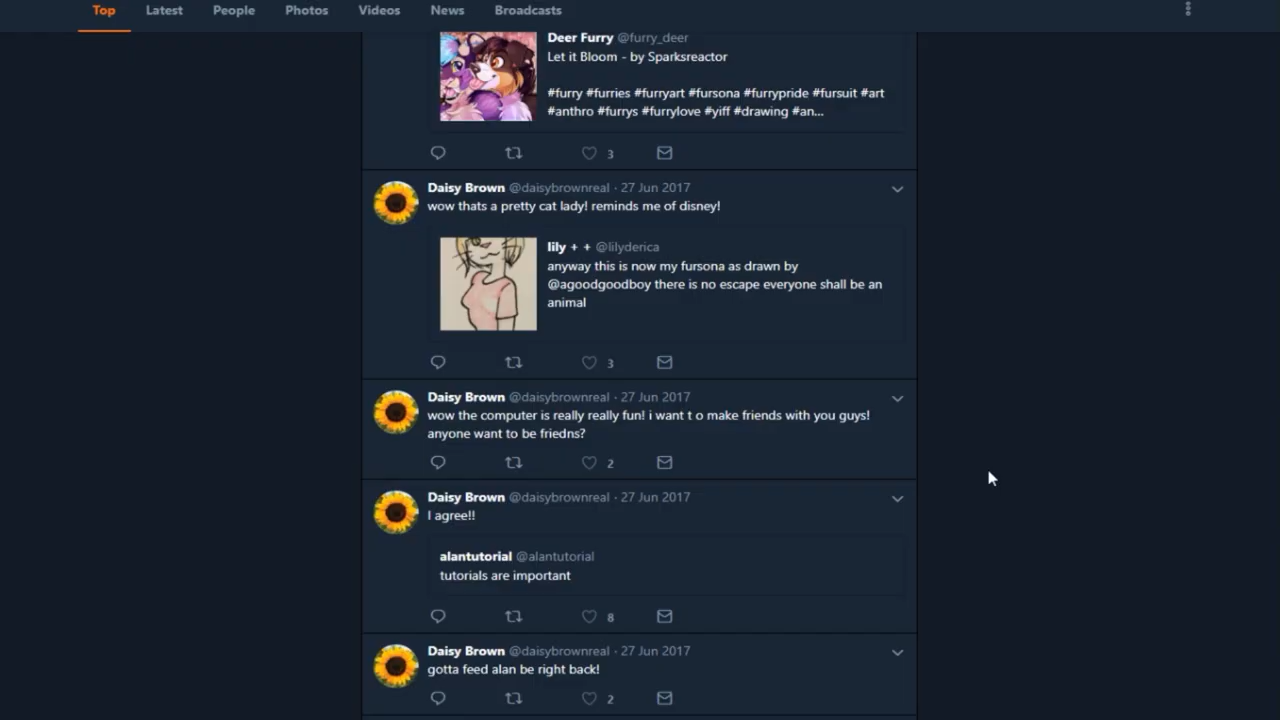 Top Latest People Photos Videos News Broadcasts
Deer Furry @furry_deer
Let it Bloom - by Sparksreactor
#furry #furries #furryart #fursona #furrypride #fursuit #art
#anthro #furrys #furrylove #yiff #drawing #an...
3
Daisy Brown @daisybrownreal · 27 Jun 2017
wow thats a pretty cat lady! reminds me of disney!
lily + + @lilyderica
anyway this is now my fursona as drawn by
@agoodgoodboy there is no escape everyone shall be an
animal
3
Daisy Brown @daisybrownreal · 27 Jun 2017
wow the computer is really really fun! i want t o make friends with you guys!
anyone want to be friedns?
2
Daisy Brown @daisybrownreal · 27 Jun 2017
I agree!!
alantutorial @alantutorial
tutorials are important
8
Daisy Brown @daisybrownreal · 27 Jun 2017
gotta feed alan be right back!
2